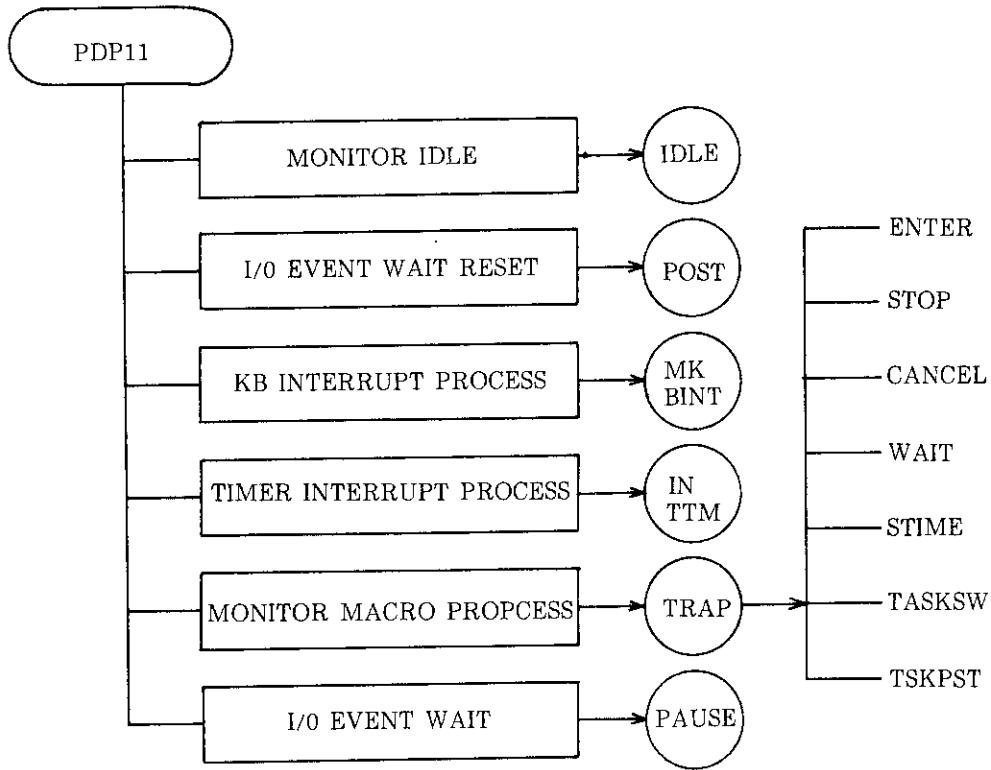 PDP11
MONITOR IDLE
IDLE
I/0 EVENT WAIT RESET
POST
KB INTERRUPT PROCESS
MK
BINT
TIMER INTERRUPT PROCESS
IN
TTM
MONITOR MACRO PROPCESS
TRAP
I/0 EVENT WAIT
PAUSE
ENTER
STOP
CANCEL
WAIT
STIME
TASKSW
TSKPST